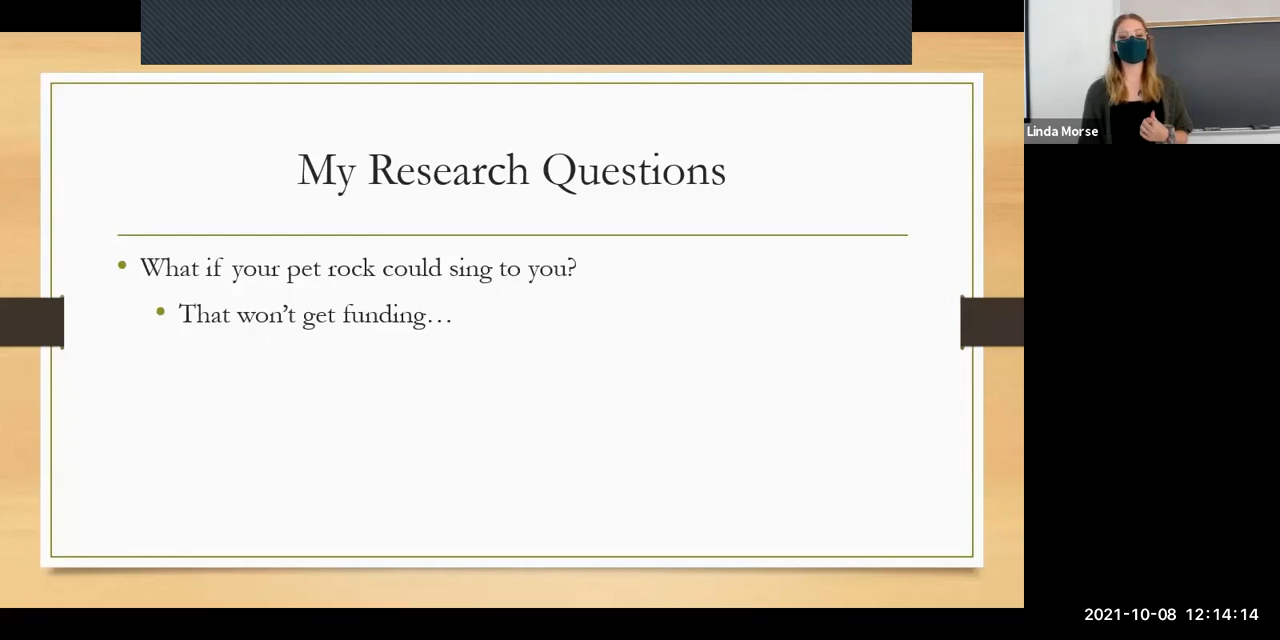 My Research Questions
What if your pet rock could sing to you?
That won't get funding…
Linda Morse
2021-10-08 12:14:14